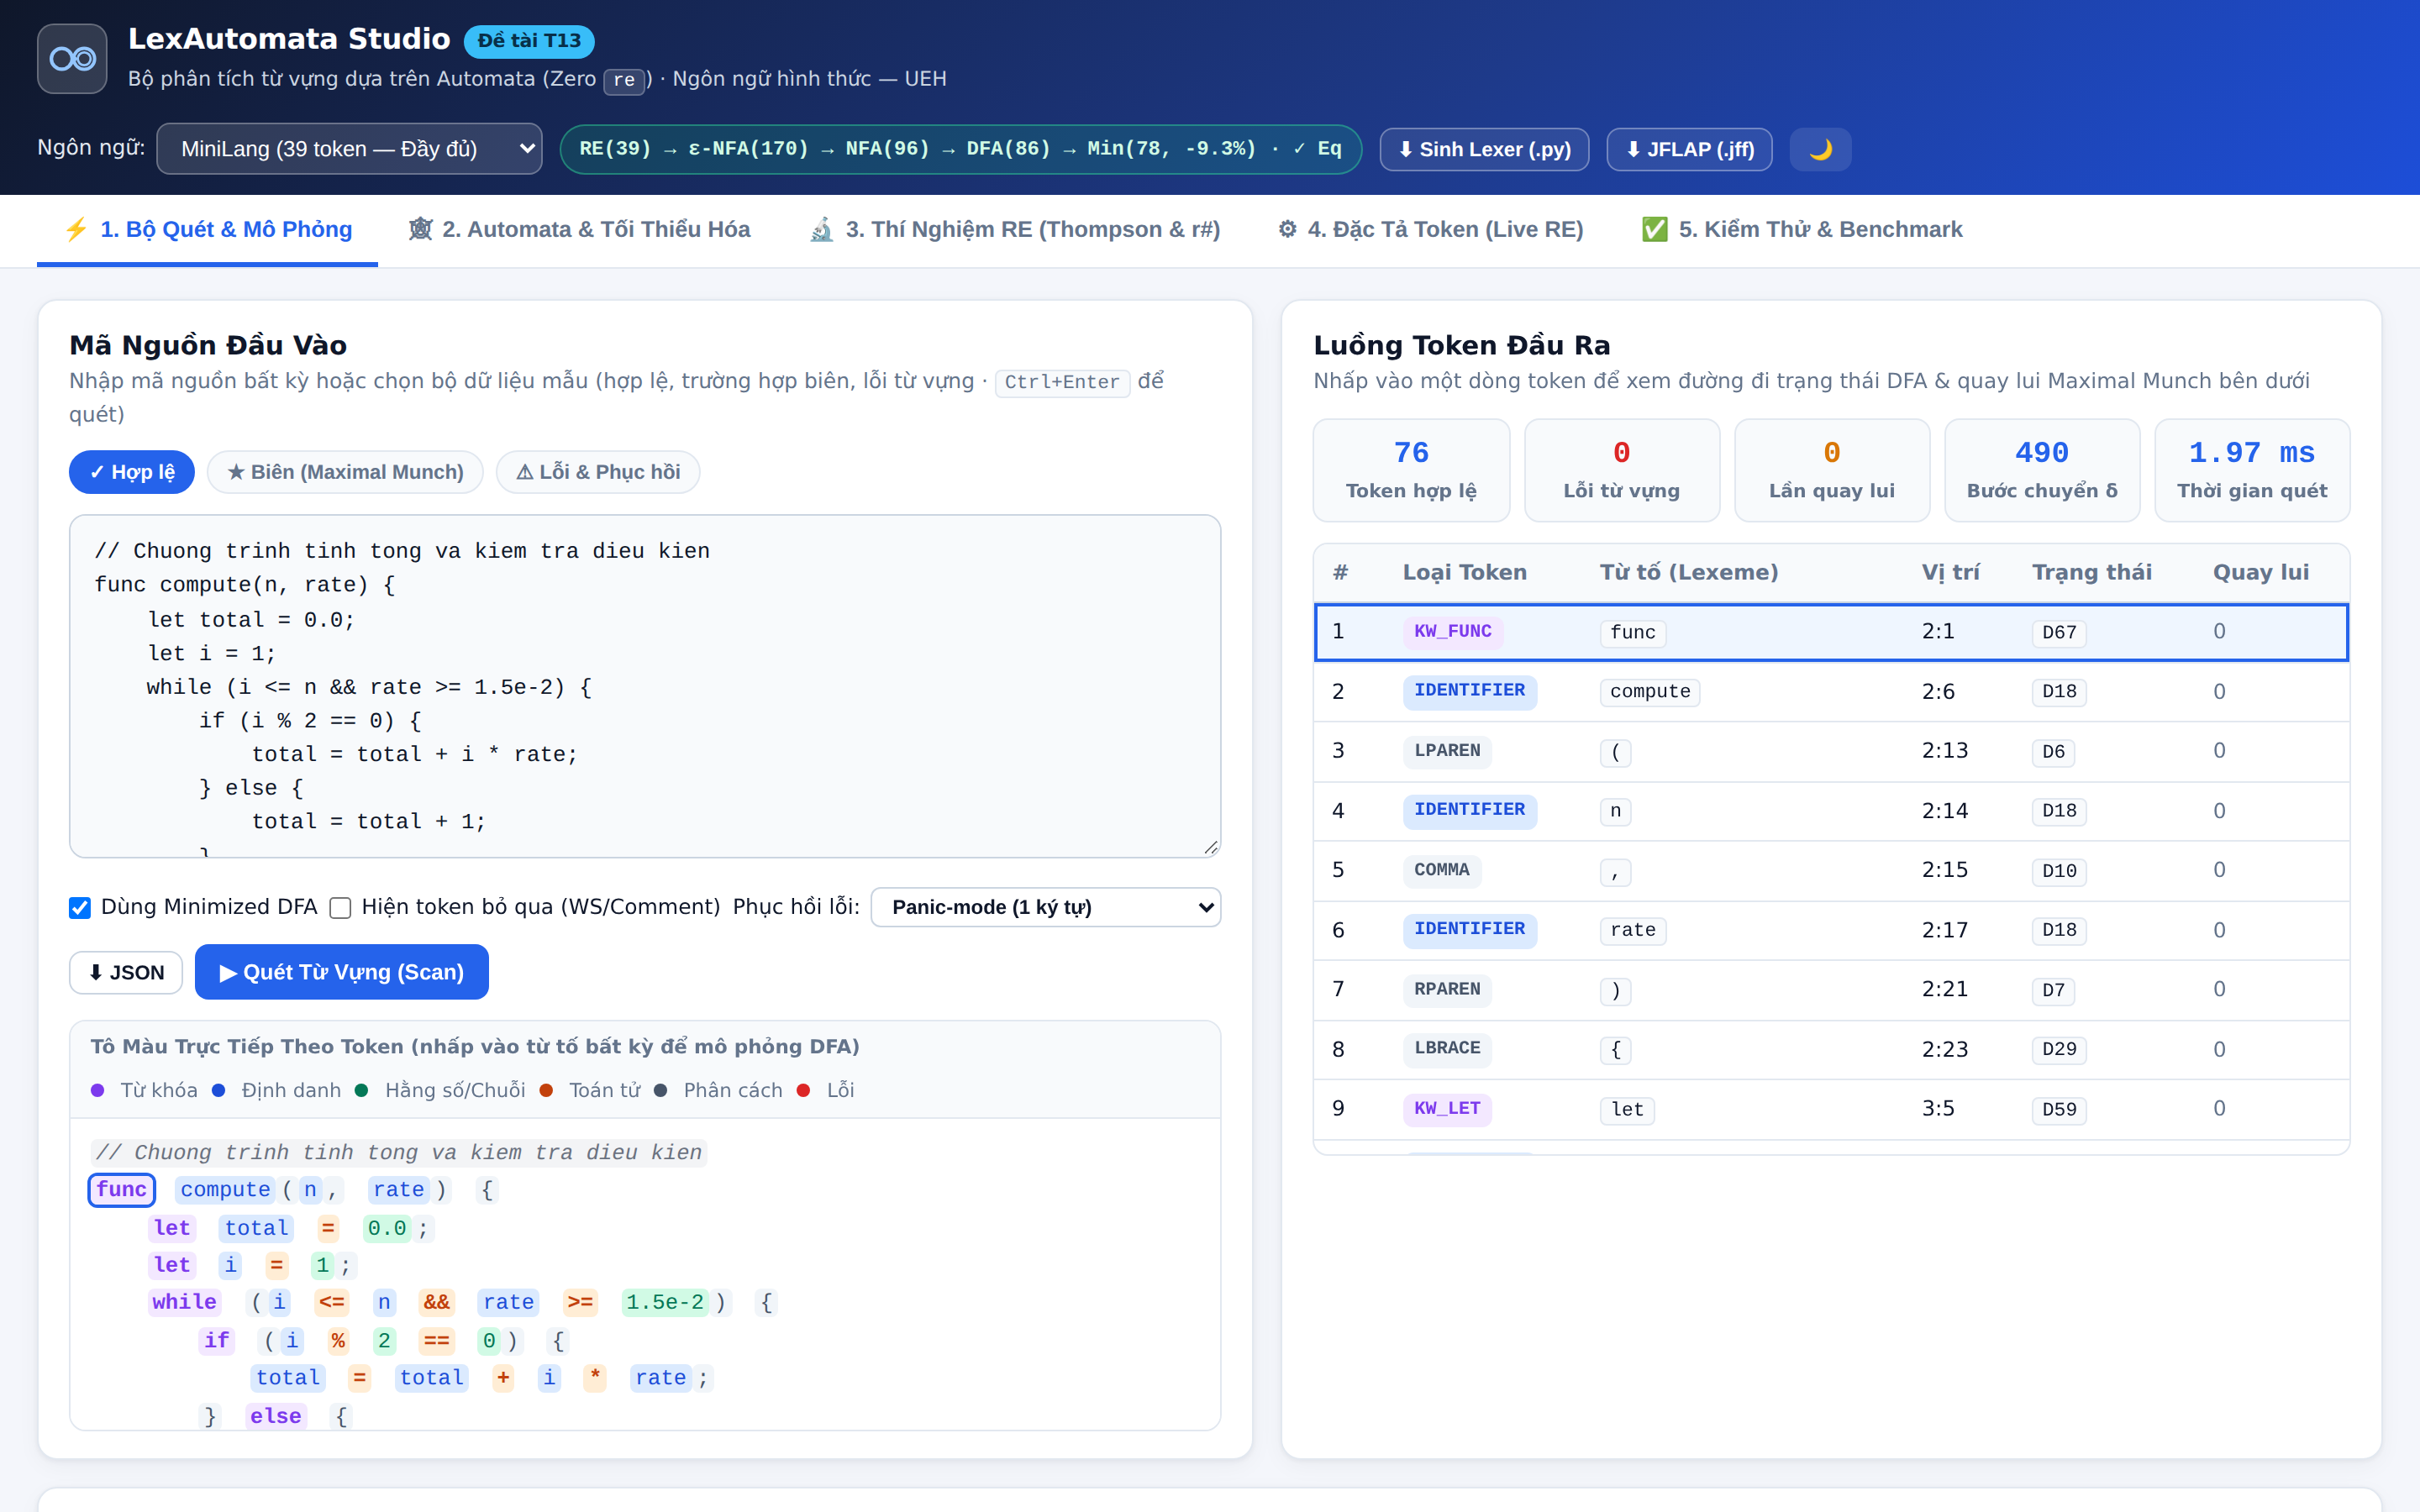 LexAutomata Studio Đề tài T13
Bộ phân tích từ vựng dựa trên Automata (Zero re) · Ngôn ngữ hình thức — UEH
Ngôn ngữ: MiniLang (39 token — Đầy đủ) RE(39) → ε-NFA(170) → NFA(96) → DFA(86) → Min(78, -9.3%) · ✓ Eq ⬇ Sinh Lexer (.py) ⬇ JFLAP (.jff) 🌙
⚡ 1. Bộ Quét & Mô Phỏng 🕸 2. Automata & Tối Thiểu Hóa 🔬 3. Thí Nghiệm RE (Thompson & r#) ⚙ 4. Đặc Tả Token (Live RE) ✅ 5. Kiểm Thử & Benchmark
Mã Nguồn Đầu Vào
Nhập mã nguồn bất kỳ hoặc chọn bộ dữ liệu mẫu (hợp lệ, trường hợp biên, lỗi từ vựng · Ctrl+Enter để
quét)
✓ Hợp lệ ★ Biên (Maximal Munch) ⚠ Lỗi & Phục hồi
// Chuong trinh tinh tong va kiem tra dieu kien
func compute(n, rate) {
    let total = 0.0;
    let i = 1;
    while (i <= n && rate >= 1.5e-2) {
        if (i % 2 == 0) {
            total = total + i * rate;
        } else {
            total = total + 1;
        }
Dùng Minimized DFA Hiện token bỏ qua (WS/Comment) Phục hồi lỗi: Panic-mode (1 ký tự)
⬇ JSON ▶ Quét Từ Vựng (Scan)
Tô Màu Trực Tiếp Theo Token (nhấp vào từ tố bất kỳ để mô phỏng DFA)
Từ khóa Định danh Hằng số/Chuỗi Toán tử Phân cách Lỗi
// Chuong trinh tinh tong va kiem tra dieu kien
func compute(n, rate) {
    let total = 0.0;
    let i = 1;
    while (i <= n && rate >= 1.5e-2) {
        if (i % 2 == 0) {
            total = total + i * rate;
        } else {
Luồng Token Đầu Ra
Nhấp vào một dòng token để xem đường đi trạng thái DFA & quay lui Maximal Munch bên dưới
76 0 0 490 1.97 ms
Token hợp lệ Lỗi từ vựng Lần quay lui Bước chuyển δ Thời gian quét
# Loại Token Từ tố (Lexeme) Vị trí Trạng thái Quay lui
1 KW_FUNC func 2:1 D67 0
2 IDENTIFIER compute 2:6 D18 0
3 LPAREN ( 2:13 D6 0
4 IDENTIFIER n 2:14 D18 0
5 COMMA , 2:15 D10 0
6 IDENTIFIER rate 2:17 D18 0
7 RPAREN ) 2:21 D7 0
8 LBRACE { 2:23 D29 0
9 KW_LET let 3:5 D59 0